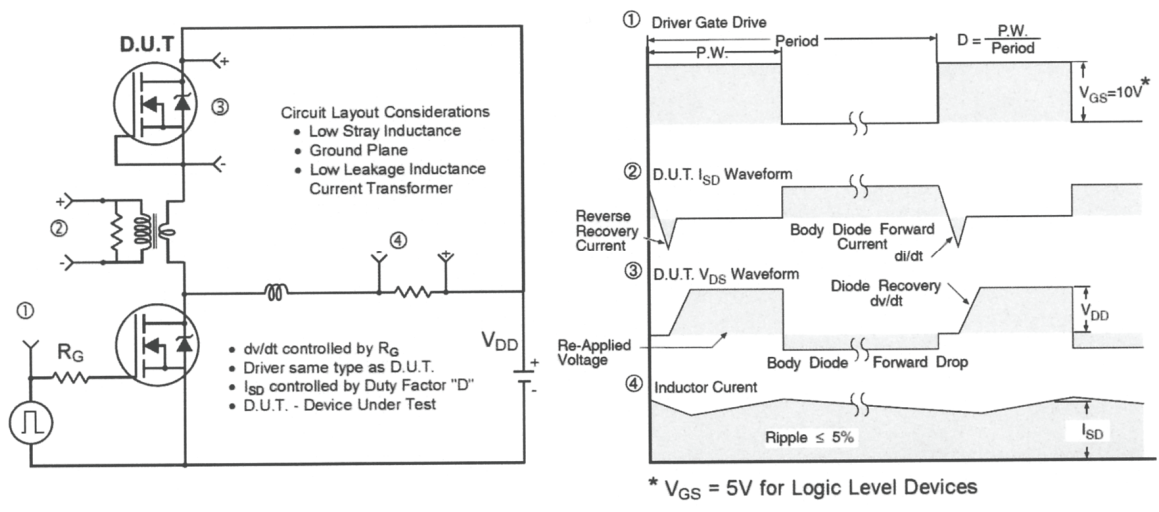 D.U.T
+
③
-
Circuit Layout Considerations
• Low Stray Inductance
• Ground Plane
• Low Leakage Inductance
Current Transformer
+
②
-
④
- +
①
R_G
V_DD
+
-
• dv/dt controlled by R_G
• Driver same type as D.U.T.
• I_SD controlled by Duty Factor "D"
• D.U.T. - Device Under Test
① Driver Gate Drive
P.W.
Period
D = P.W. / Period
V_GS=10V*
② D.U.T. I_SD Waveform
Reverse
Recovery
Current
Body Diode Forward
Current
di/dt
③ D.U.T. V_DS Waveform
Diode Recovery
dv/dt
V_DD
Re-Applied
Voltage
Body Diode Forward Drop
④ Inductor Curent
I_SD
Ripple ≤ 5%
* V_GS = 5V for Logic Level Devices